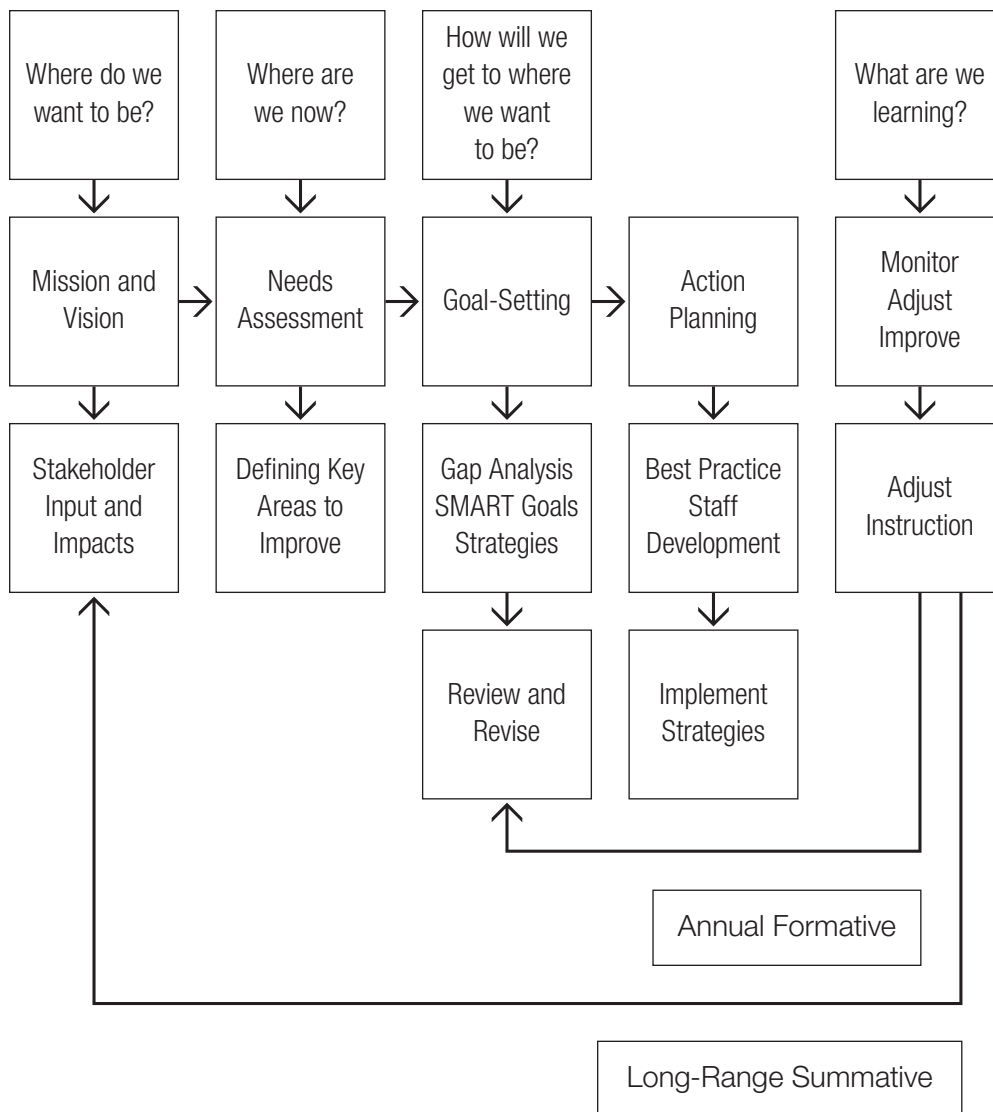 Where do we
want to be?
Where are
we now?
How will we
get to where
we want
to be?
What are we
learning?
Mission and
Vision
Needs
Assessment
Goal-Setting
Action
Planning
Monitor
Adjust
Improve
Stakeholder
Input and
Impacts
Defining Key
Areas to
Improve
Gap Analysis
SMART Goals
Strategies
Best Practice
Staff
Development
Adjust
Instruction
Review and
Revise
Implement
Strategies
Annual Formative
Long-Range Summative